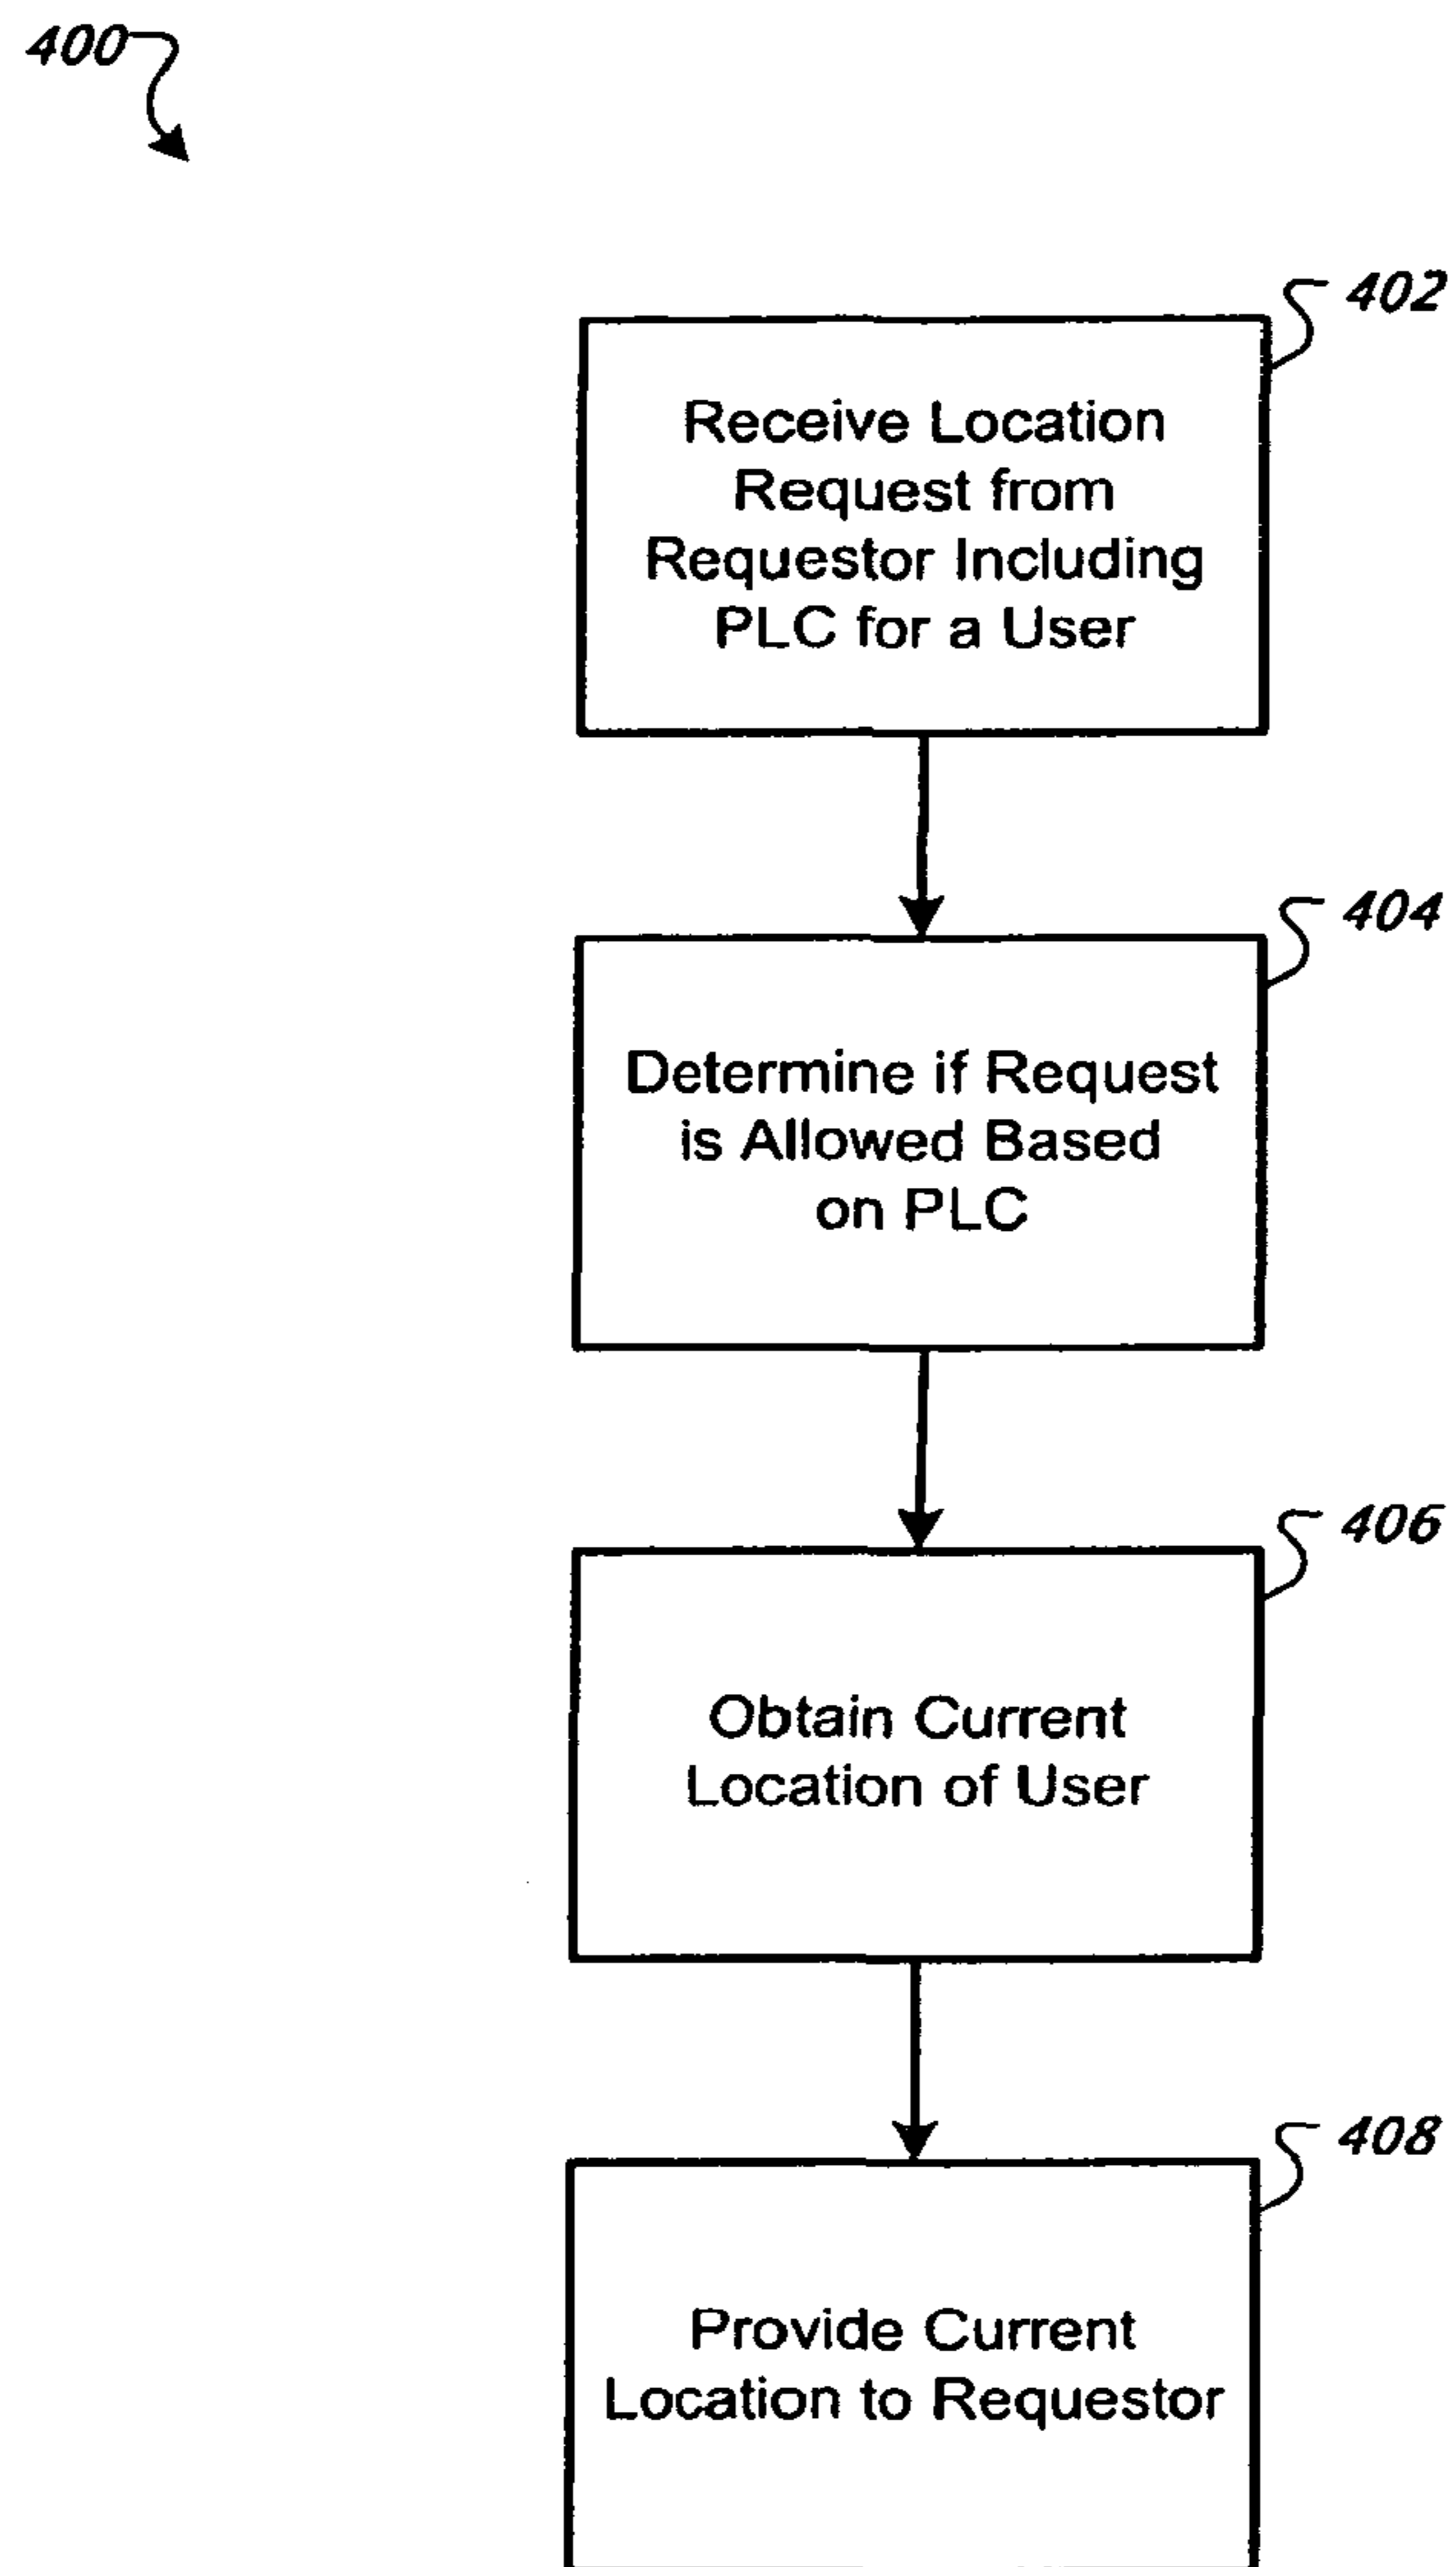 400
402
Receive Location
Request from
Requestor Including
PLC for a User
404
Determine if Request
is Allowed Based
on PLC
406
Obtain Current
Location of User
408
Provide Current
Location to Requestor